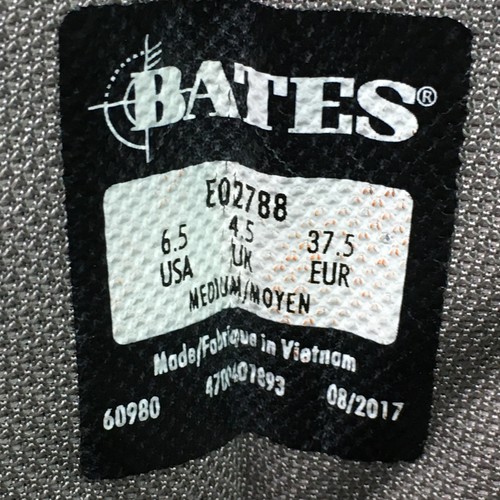 BATES®
E02788
6.5 4.5 37.5
USA UK EUR
MEDIUM/MOYEN
Made/Fabrique in Vietnam
60980 08/2017